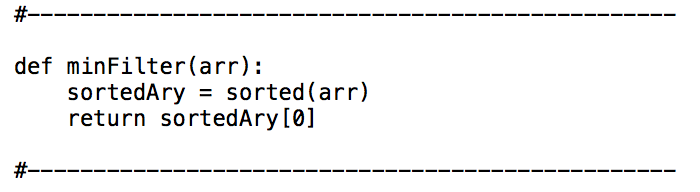 #-------------------------------------------------
def minFilter(arr):
    sortedAry = sorted(arr)
    return sortedAry[0]
#-------------------------------------------------